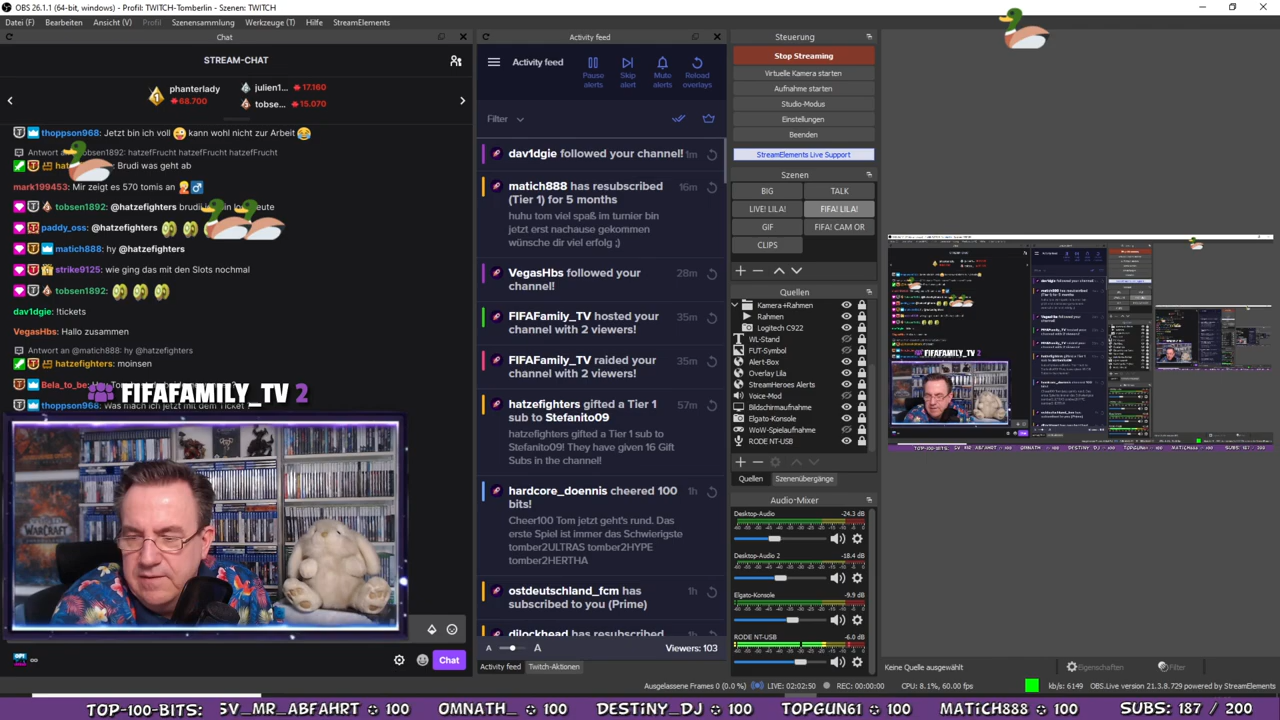 OBS 26.1.1 (64-bit, windows) - Profil: TWITCH-Tomberlin - Szenen: TWITCH
Datei (F) Bearbeiten Ansicht (V) Profil Szenensammlung Werkzeuge (T) Hilfe StreamElements
Chat
STREAM-CHAT
1 phanterlady
68.700
julien1... 17.160
tobse... 15.070
thoppson968: Jetzt bin ich voll 😜 kann wohl nicht zur Arbeit 😂
Antwort an @tobsen1892: hatzefFrucht hatzefFrucht hatzefFrucht
Brudi was geht ab
mark199453: Mir zeigt es 570 tomis an
tobsen1892: @hatzefighters
paddy_oss: @hatzefighters
matich888: hy @hatzefighters
strike9125: wie ging das mit den Slots nochmi
tobsen1892:
dav1dgie: !tickets
VegasHbs: Hallo zusammen
Antwort an @matich888: hy @hatzefighters
hatzefighters: moinsen
Bela_to_be:
FIFAFAMILY_TV 2
thoppson968: Was mach ich jetzt mit dem Ticket
Chat
Activity feed
Activity feed
Pause alerts
Skip alert
Mute alerts
Reload overlays
Filter
dav1dgie followed your channel! 1m
matich888 has resubscribed 16m
(Tier 1) for 5 months
huhu tom viel spaß im turnier bin
jetzt erst nachause gekommen
wünsche dir viel erfolg ;)
VegasHbs followed your 28m
channel!
FIFAFamily_TV hosted your 35m
channel with 2 viewers!
FIFAFamily_TV raided your 35m
channel with 2 viewers!
hatzefighters gifted a Tier 1 57m
sub to Stefanito09!
hatzefighters gifted a Tier 1 sub to
Stefanito09! They have given 16 Gift
Subs in the channel!
hardcore_doennis cheered 100 1h
bits!
Cheer100 Tom jetzt geht's rund. Das
erste Spiel ist immer das Schwierigste
tomber2ULTRAS tomber2HYPE
tomber2HERTHA
ostdeutschland_fcm has 1h
subscribed to you (Prime)
djlockhead has resubscribed 1h
A A Viewers: 103
Activity feed Twitch-Aktionen
Steuerung
Stop Streaming
Virtuelle Kamera starten
Aufnahme starten
Studio-Modus
Einstellungen
Beenden
StreamElements Live Support
Szenen
BIG TALK
LIVE! LILA! FIFA! LILA!
GIF FIFA! CAM OR
CLIPS
Quellen
Kamera +Rahmen
Rahmen
Logitech C922
WL-Stand
FUT-Symbol
Alert-Box
Overlay Lila
StreamHeroes Alerts
Voice-Mod
Bildschirmaufnahme
Elgato-Konsole
WoW-Spielaufnahme
RODE NT-USB
Quellen Szenenübergänge
Audio-Mixer
Desktop-Audio -24.3 dB
Desktop-Audio 2 -18.4 dB
Elgato-Konsole -9.9 dB
RODE NT-USB -6.0 dB
Keine Quelle ausgewählt Eigenschaften Filter
Ausgelassene Frames 0 (0.0 %) LIVE: 02:02:50 REC: 00:00:00 CPU: 8.1%, 60.00 fps kb/s: 6149 OBS.Live version 21.3.8.729 powered by StreamElements
TOP-100-BITS: SV_MR_ABFAHRT 100 OMNATH_ 100 DESTINY_DJ 100 TOPGUN61 100 MATICH888 100 SUBS: 187 / 200